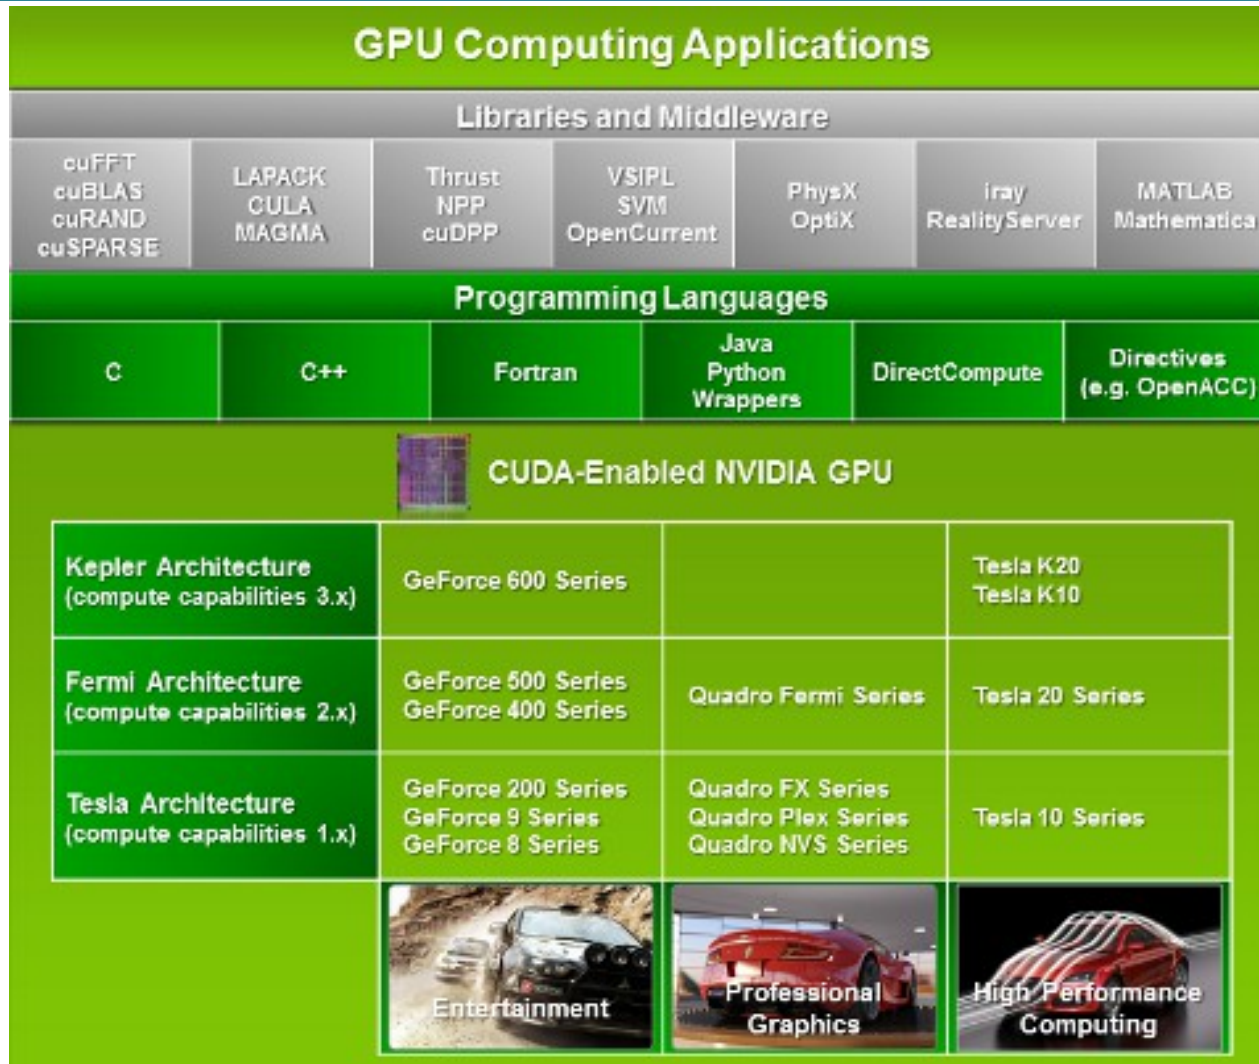 GPU Computing Applications
Libraries and Middleware
cuFFT
cuBLAS
cuRAND
cuSPARSE
LAPACK
CULA
MAGMA
Thrust
NPP
cuDPP
VSIPL
SVM
OpenCurrent
PhysX
OptiX
iray
RealityServer
MATLAB
Mathematica
Programming Languages
C
C++
Fortran
Java
Python
Wrappers
DirectCompute
Directives
(e.g. OpenACC)
CUDA-Enabled NVIDIA GPU
Kepler Architecture
(compute capabilities 3.x)
GeForce 600 Series
Tesla K20
Tesla K10
Fermi Architecture
(compute capabilities 2.x)
GeForce 500 Series
GeForce 400 Series
Quadro Fermi Series
Tesla 20 Series
Tesla Architecture
(compute capabilities 1.x)
GeForce 200 Series
GeForce 9 Series
GeForce 8 Series
Quadro FX Series
Quadro Plex Series
Quadro NVS Series
Tesla 10 Series
Entertainment
Professional
Graphics
High Performance
Computing